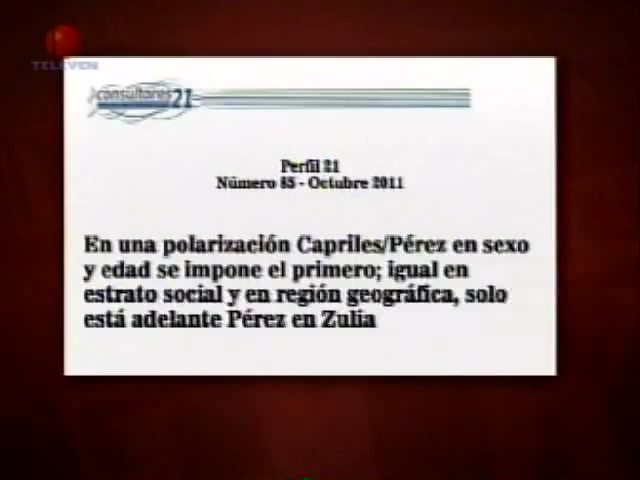 TELEVEN
consultores 21
Perfil 21
Número 85 - Octubre 2011
En una polarización Capriles/Pérez en sexo
y edad se impone el primero; igual en
estrato social y en región geográfica, solo
está adelante Pérez en Zulia